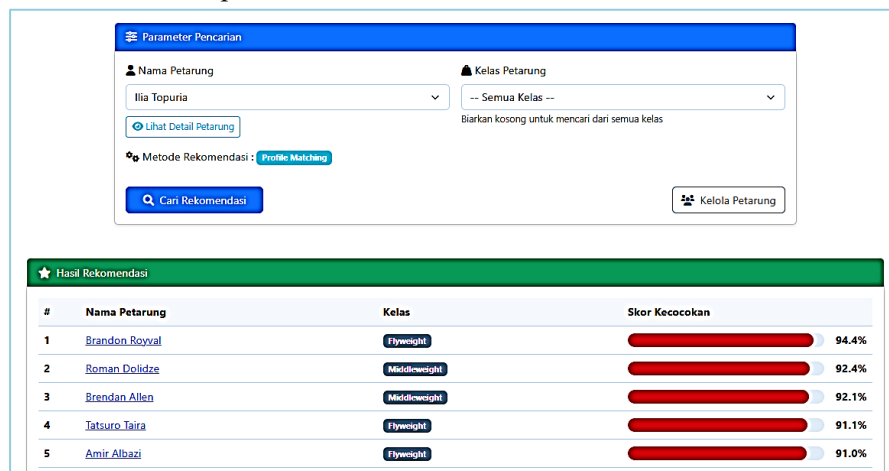 Parameter Pencarian
Nama Petarung
Kelas Petarung
Ilia Topuria
-- Semua Kelas --
Lihat Detail Petarung
Biarkan kosong untuk mencari dari semua kelas
Metode Rekomendasi : Profile Matching
Cari Rekomendasi
Kelola Petarung
Hasil Rekomendasi
# Nama Petarung Kelas Skor Kecocokan
1 Brandon Royval Flyweight 94.4%
2 Roman Dolidze Middleweight 92.4%
3 Brendan Allen Middleweight 92.1%
4 Tatsuro Taira Flyweight 91.1%
5 Amir Albazi Flyweight 91.0%